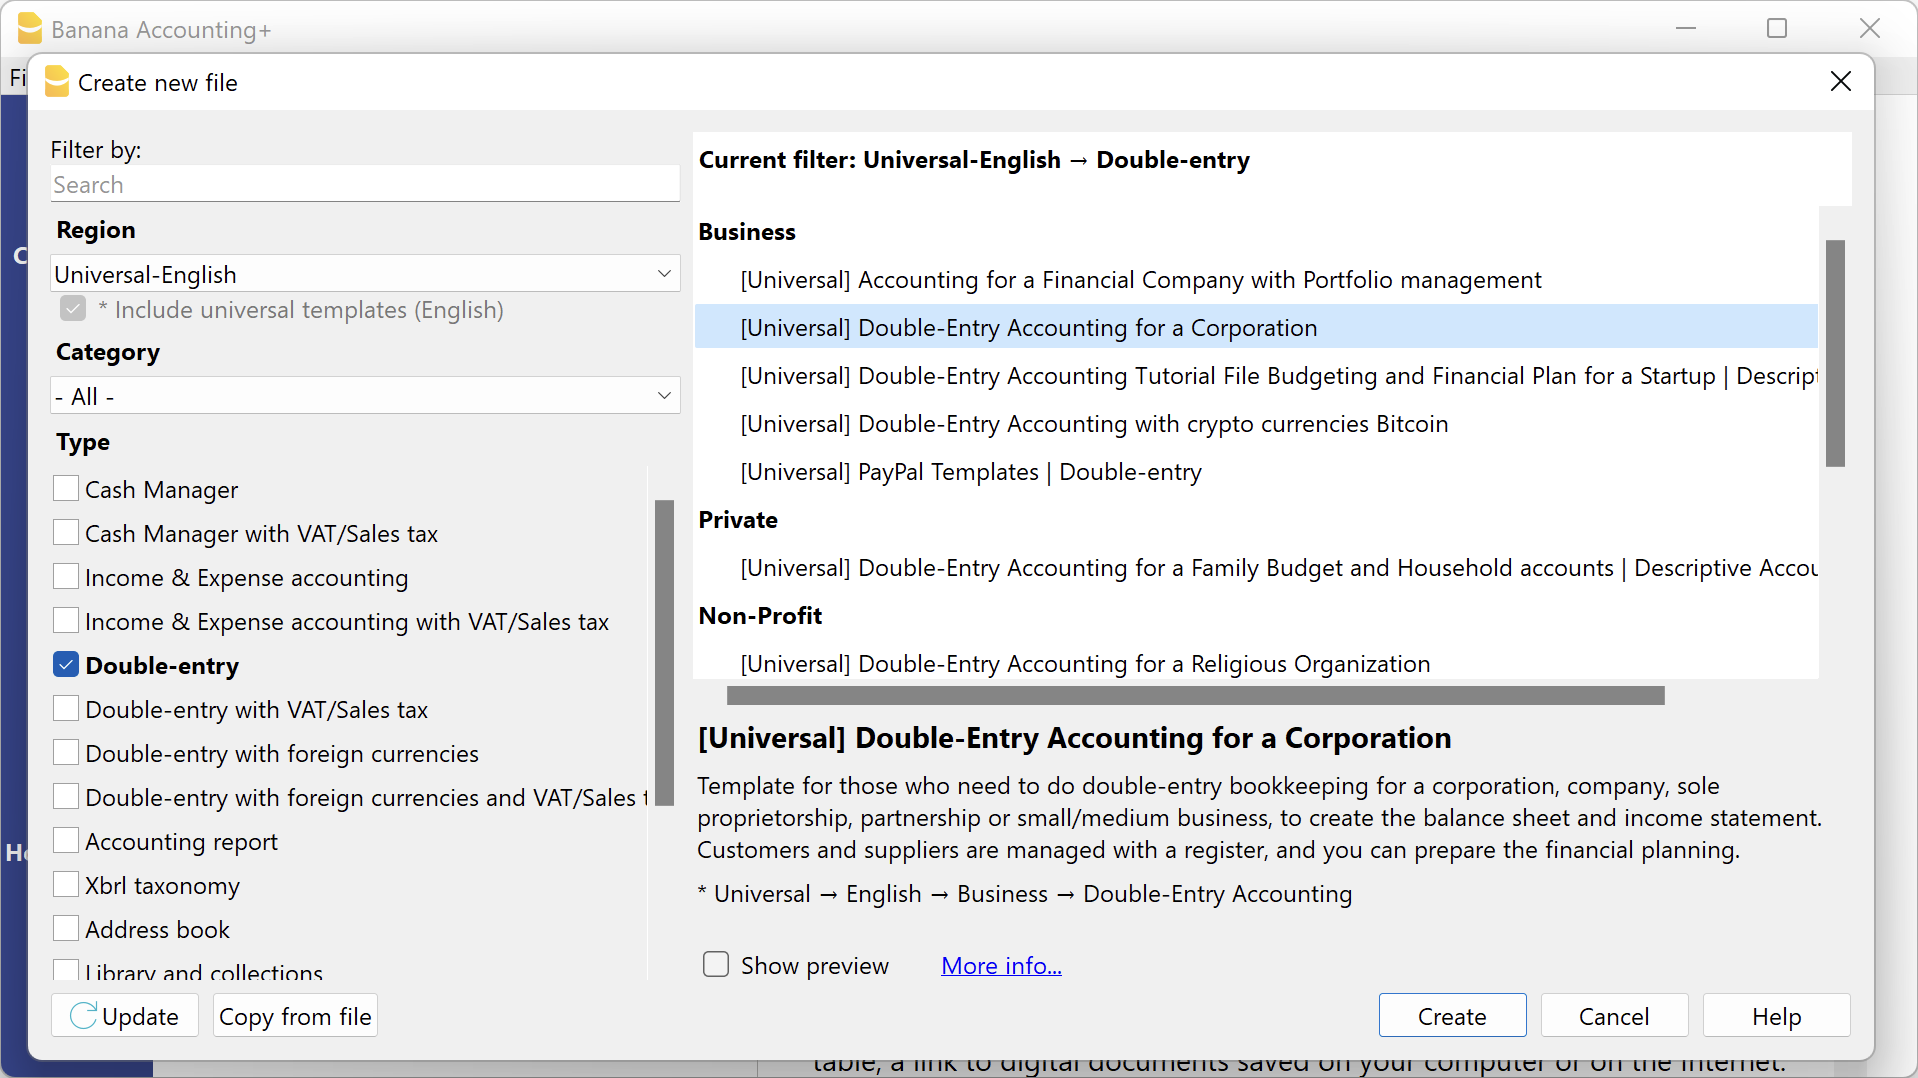 Banana Accounting+
Fi
Create new file
Filter by:
Search
Region
Universal-English
* Include universal templates (English)
Category
- All -
Type
Cash Manager
Cash Manager with VAT/Sales tax
Income & Expense accounting
Income & Expense accounting with VAT/Sales tax
Double-entry
Double-entry with VAT/Sales tax
Double-entry with foreign currencies
Double-entry with foreign currencies and VAT/Sales t
Accounting report
Xbrl taxonomy
Address book
Library and collections
Update
Copy from file
Current filter: Universal-English → Double-entry
Business
[Universal] Accounting for a Financial Company with Portfolio management
[Universal] Double-Entry Accounting for a Corporation
[Universal] Double-Entry Accounting Tutorial File Budgeting and Financial Plan for a Startup | Descript
[Universal] Double-Entry Accounting with crypto currencies Bitcoin
[Universal] PayPal Templates | Double-entry
Private
[Universal] Double-Entry Accounting for a Family Budget and Household accounts | Descriptive Accou
Non-Profit
[Universal] Double-Entry Accounting for a Religious Organization
[Universal] Double-Entry Accounting for a Corporation
Template for those who need to do double-entry bookkeeping for a corporation, company, sole
proprietorship, partnership or small/medium business, to create the balance sheet and income statement.
Customers and suppliers are managed with a register, and you can prepare the financial planning.
* Universal → English → Business → Double-Entry Accounting
Show preview
More info...
Create
Cancel
Help
table, a link to digital documents saved on your computer or on the Internet.